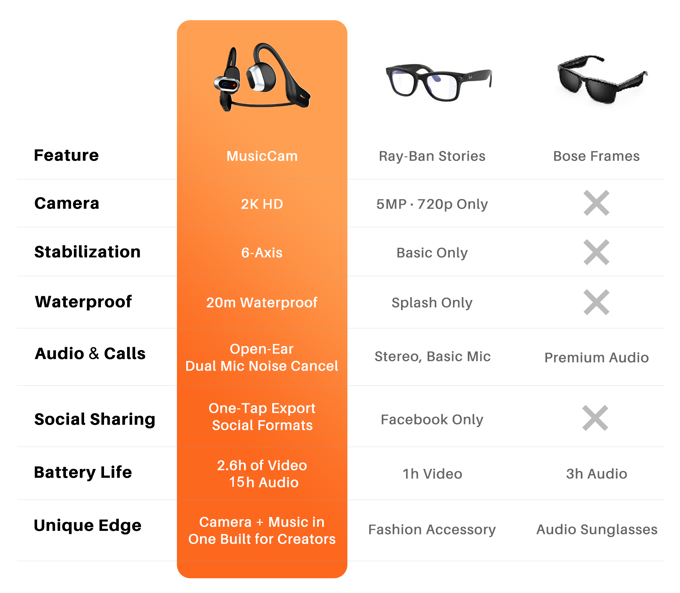 Feature MusicCam Ray-Ban Stories Bose Frames
Camera 2K HD 5MP · 720p Only
Stabilization 6-Axis Basic Only
Waterproof 20m Waterproof Splash Only
Audio & Calls Open-Ear
Dual Mic Noise Cancel Stereo, Basic Mic Premium Audio
Social Sharing One-Tap Export
Social Formats Facebook Only
Battery Life 2.6h of Video
15h Audio 1h Video 3h Audio
Unique Edge Camera + Music in
One Built for Creators Fashion Accessory Audio Sunglasses